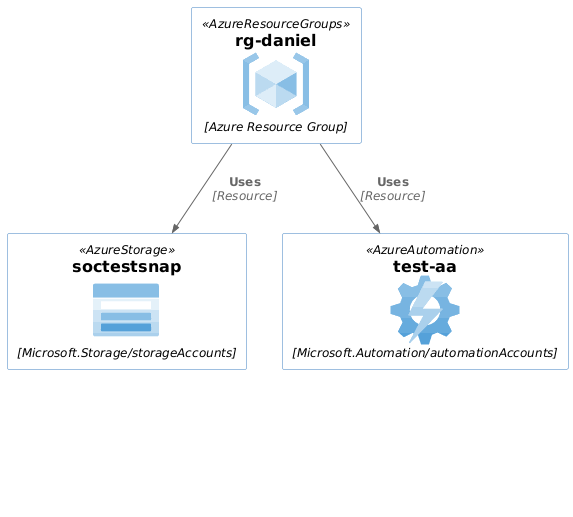 «AzureResourceGroups»
rg-daniel
[Azure Resource Group]
Uses
[Resource]
Uses
[Resource]
«AzureStorage»
soctestsnap
[Microsoft.Storage/storageAccounts]
«AzureAutomation»
test-aa
[Microsoft.Automation/automationAccounts]